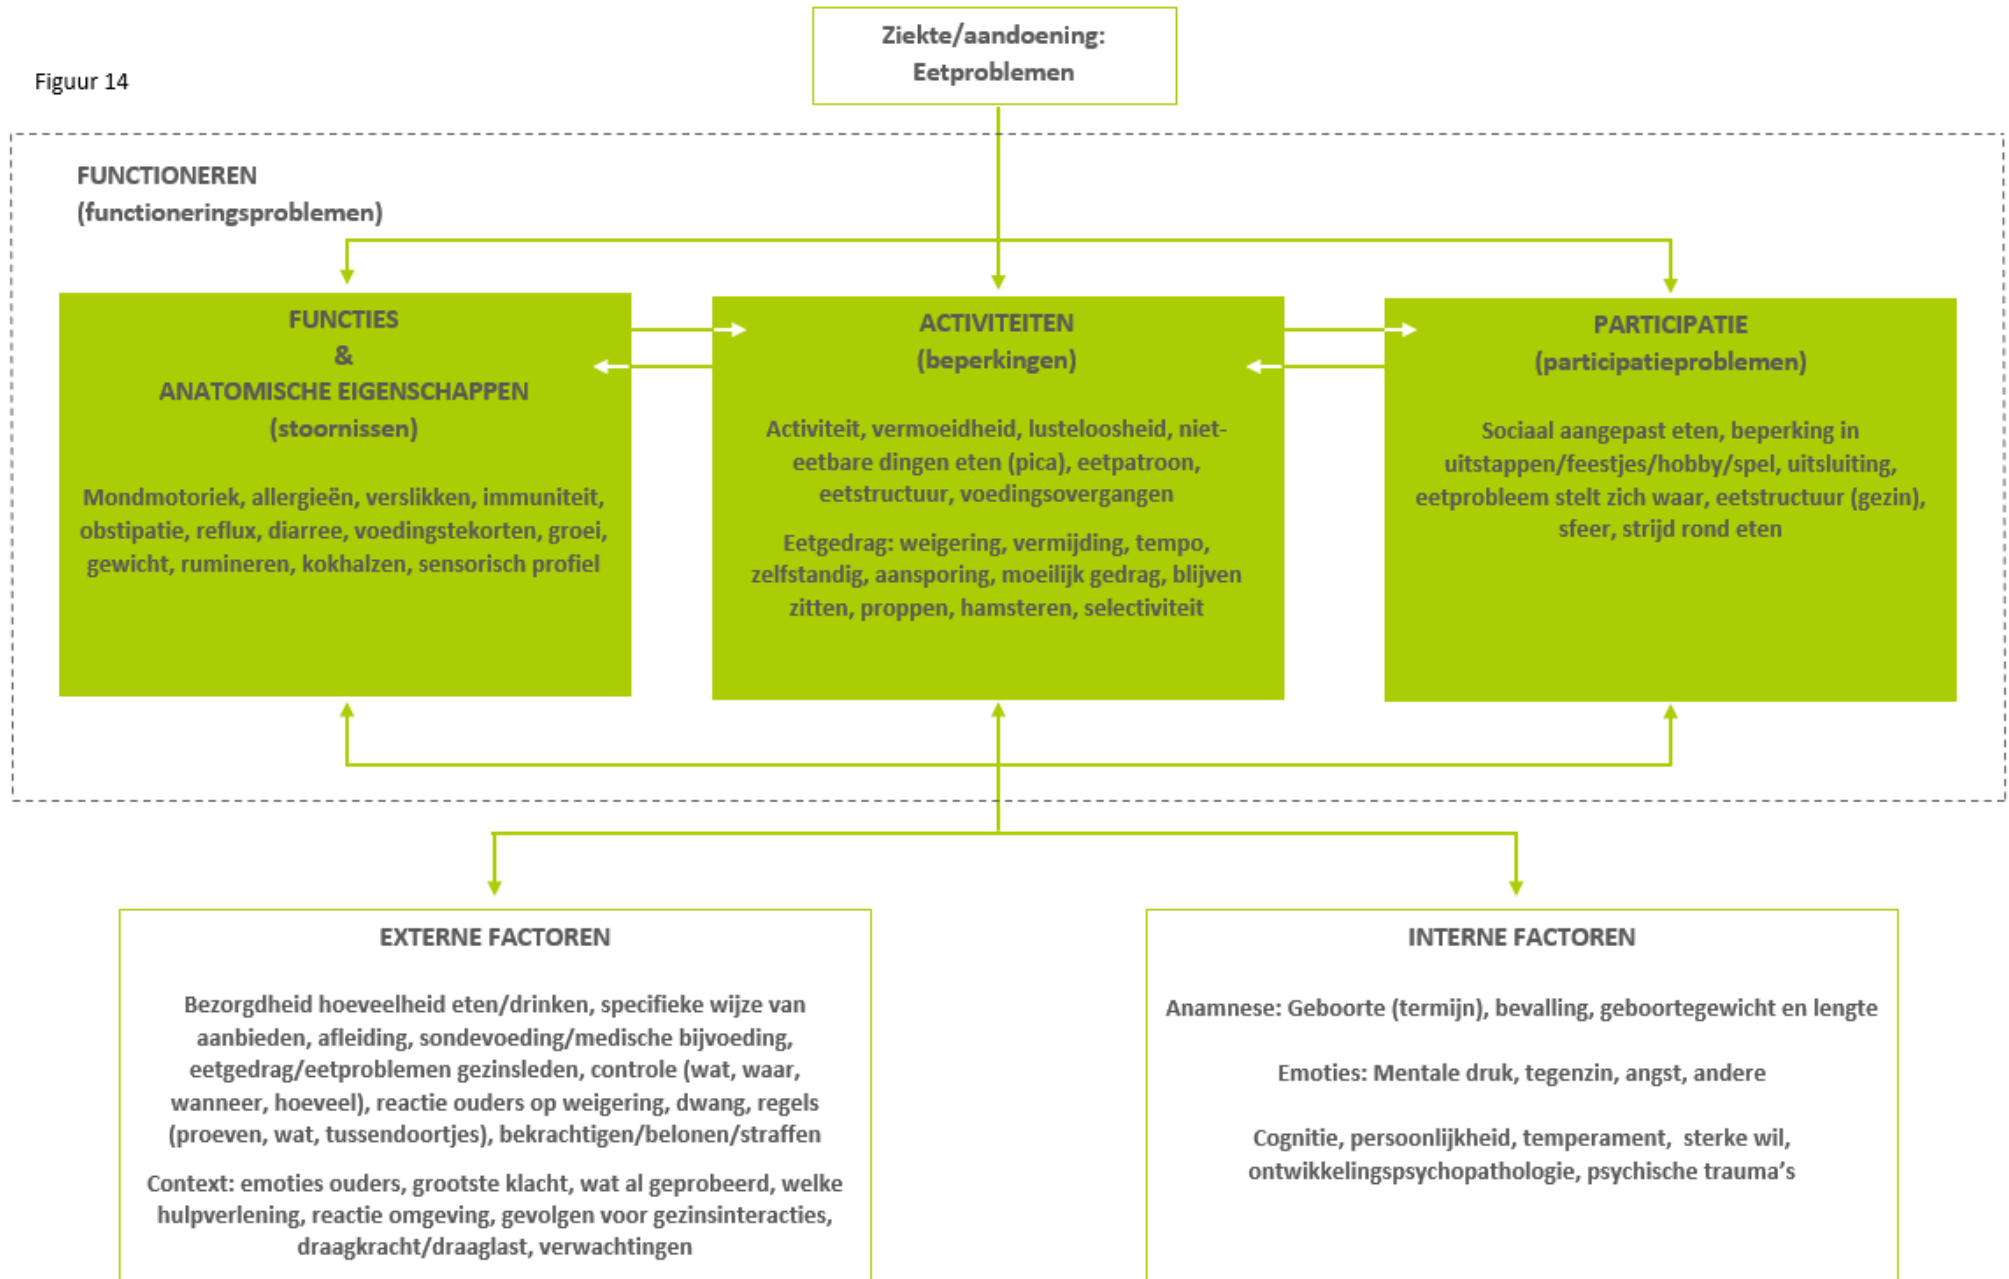 Ziekte/aandoening:
Eetproblemen
Figuur 14
FUNCTIONEREN
(functioneringsproblemen)
FUNCTIES
&
ANATOMISCHE EIGENSCHAPPEN
(stoornissen)
Mondmotoriek, allergieën, verslikken, immuniteit,
obstipatie, reflux, diarree, voedingstekorten, groei,
gewicht, rumineren, kokhalzen, sensorisch profiel
ACTIVITEITEN
(beperkingen)
Activiteit, vermoeidheid, lusteloosheid, niet-
eetbare dingen eten (pica), eetpatroon,
eetstructuur, voedingsovergangen
Eetgedrag: weigering, vermijding, tempo,
zelfstandig, aansporing, moeilijk gedrag, blijven
zitten, proppen, hamsteren, selectiviteit
PARTICIPATIE
(participatieproblemen)
Sociaal aangepast eten, beperking in
uitstappen/feestjes/hobby/spel, uitsluiting,
eetprobleem stelt zich waar, eetstructuur (gezin),
sfeer, strijd rond eten
EXTERNE FACTOREN
Bezorgdheid hoeveelheid eten/drinken, specifieke wijze van
aanbieden, afleiding, sondevoeding/medische bijvoeding,
eetgedrag/eetproblemen gezinsleden, controle (wat, waar,
wanneer, hoeveel), reactie ouders op weigering, dwang, regels
(proeven, wat, tussendoortjes), bekrachtigen/belonen/straffen
Context: emoties ouders, grootste klacht, wat al geprobeerd, welke
hulpverlening, reactie omgeving, gevolgen voor gezinsinteracties,
draagkracht/draaglast, verwachtingen
INTERNE FACTOREN
Anamnese: Geboorte (termijn), bevalling, geboortegewicht en lengte
Emoties: Mentale druk, tegenzin, angst, andere
Cognitie, persoonlijkheid, temperament, sterke wil,
ontwikkelingspsychopathologie, psychische trauma's